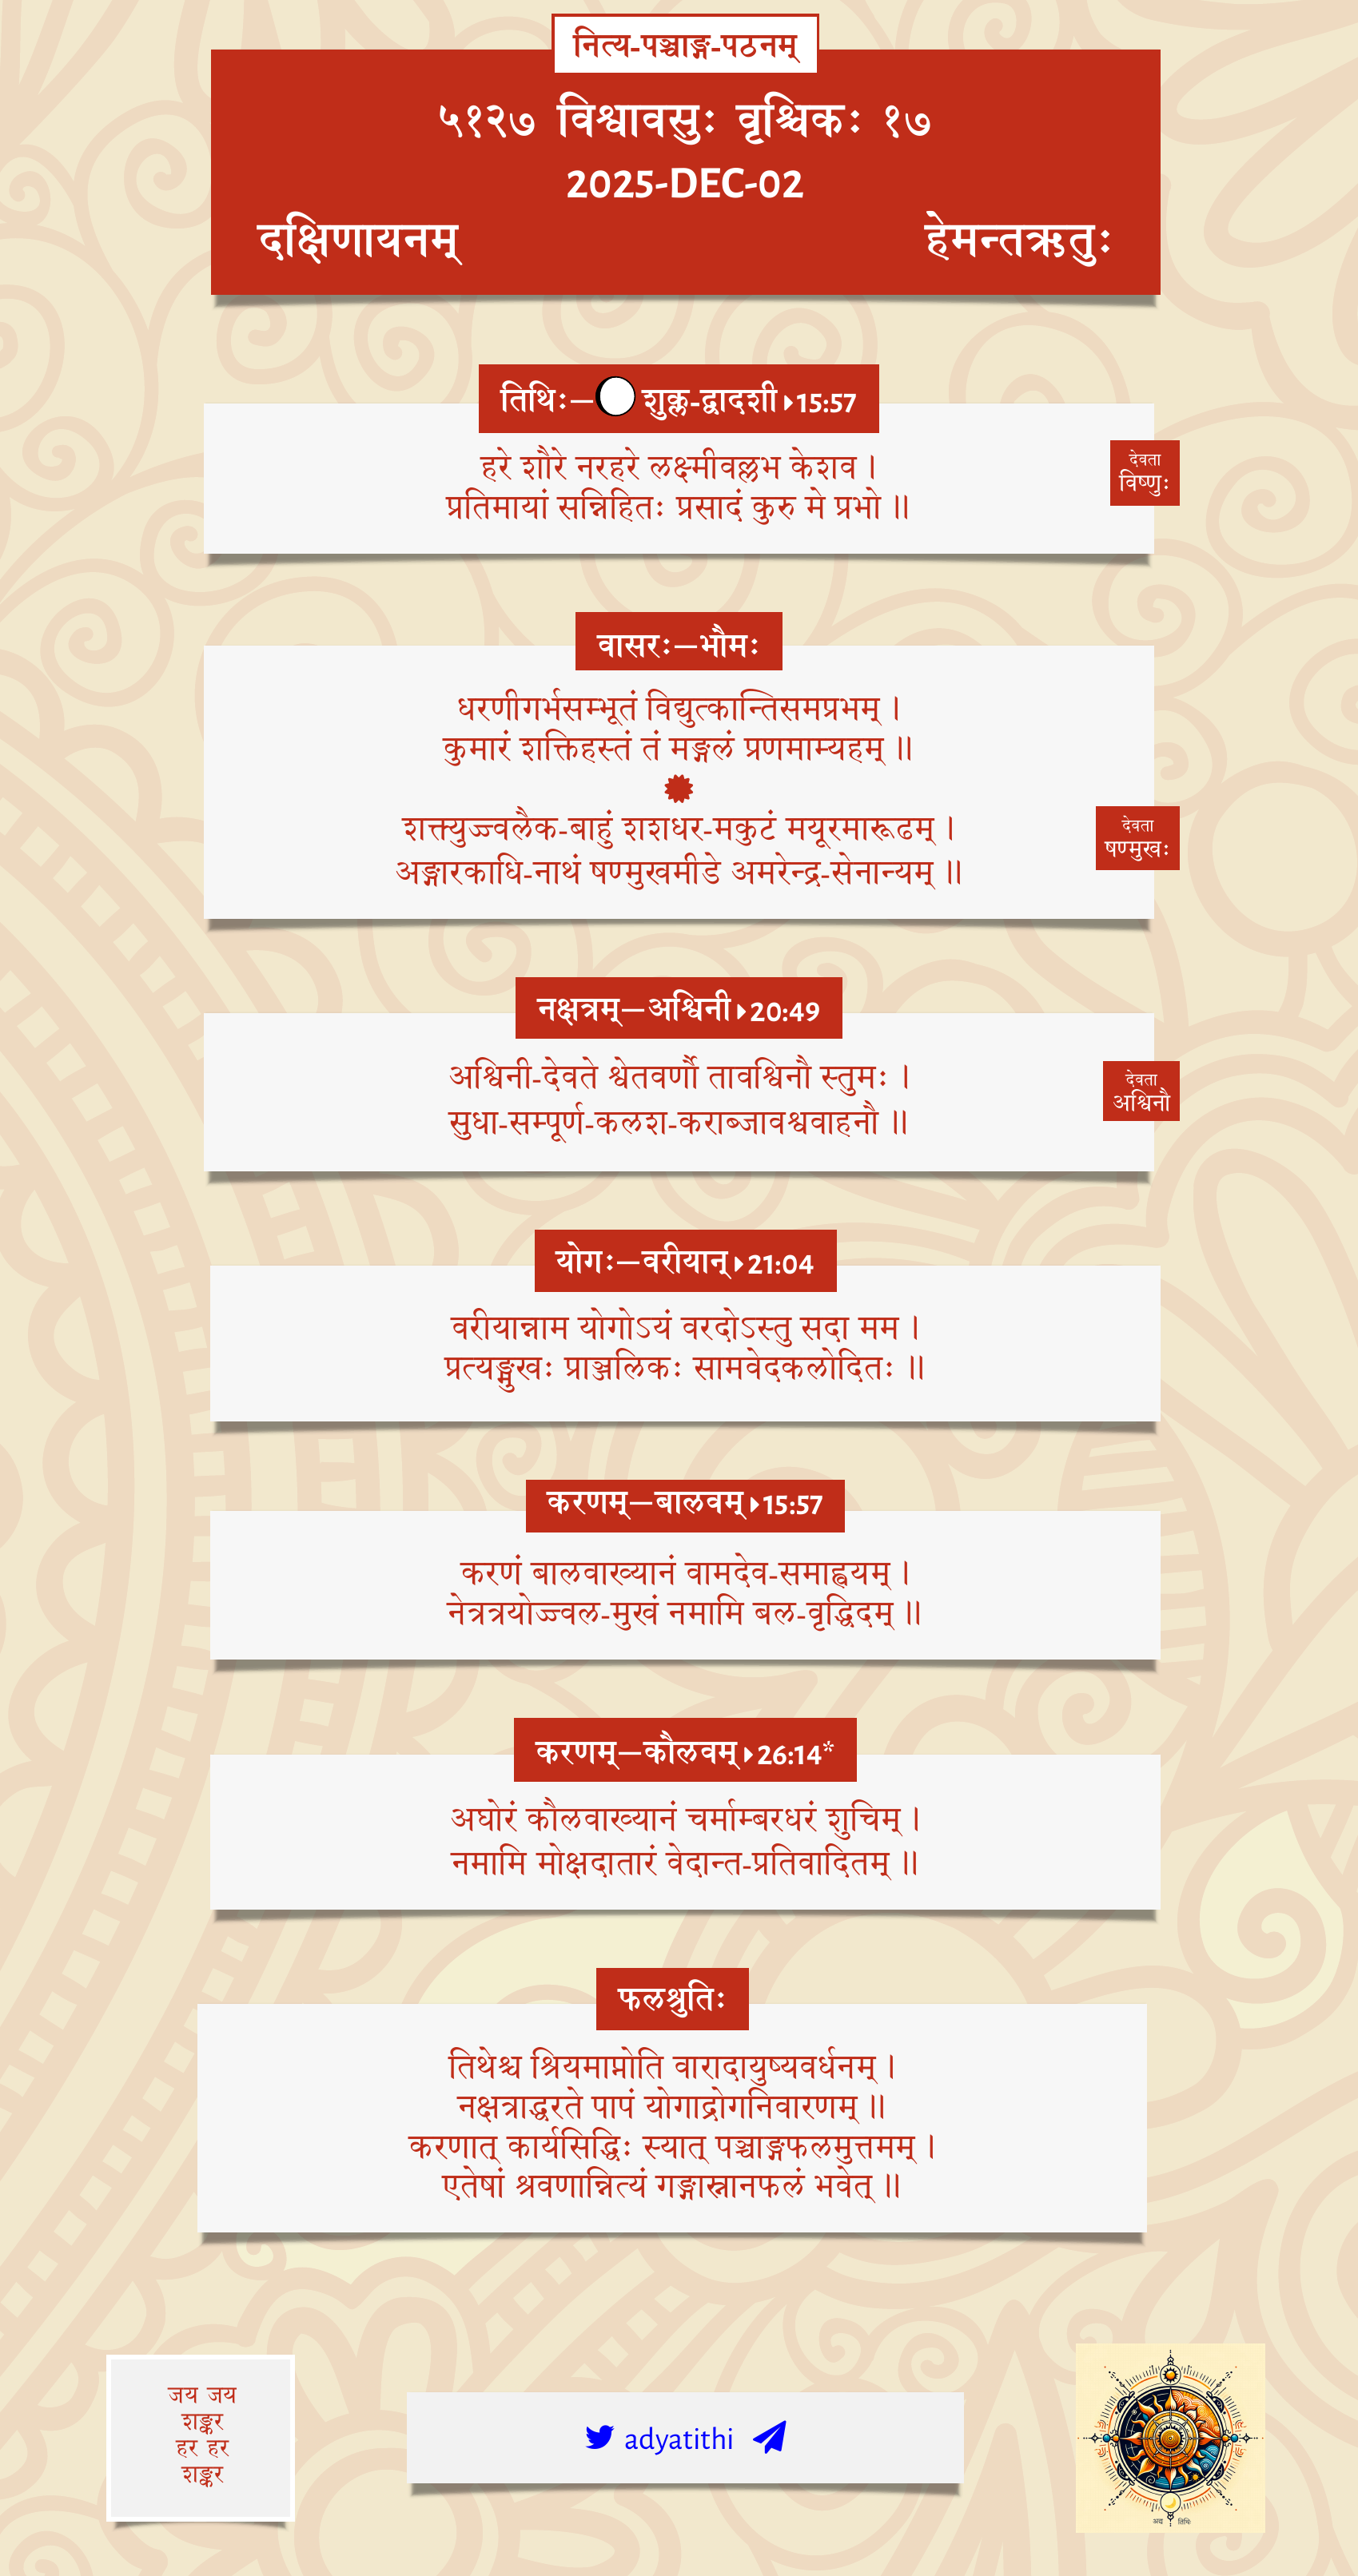 नित्य-पञ्चाङ्ग-पठनम्
५१२७ विश्वावसुः वृश्चिकः १७
2025-DEC-02
दक्षिणायनम् हेमन्तऋतुः
तिथिः—शुक्ल-द्वादशी 15:57
हरे शौरे नरहरे लक्ष्मीवल्लभ केशव ।
प्रतिमायां सन्निहितः प्रसादं कुरु मे प्रभो ॥
देवता
विष्णुः
वासरः—भौमः
धरणीगर्भसम्भूतं विद्युत्कान्तिसमप्रभम् ।
कुमारं शक्तिहस्तं तं मङ्गलं प्रणमाम्यहम् ॥
शक्त्युज्ज्वलैक-बाहुं शशधर-मकुटं मयूरमारूढम् ।
अङ्गारकाधि-नाथं षण्मुखमीडे अमरेन्द्र-सेनान्यम् ॥
देवता
षण्मुखः
नक्षत्रम्—अश्विनी 20:49
अश्विनी-देवते श्वेतवर्णौ तावश्विनौ स्तुमः ।
सुधा-सम्पूर्ण-कलश-कराब्जावश्ववाहनौ ॥
देवता
अश्विनौ
योगः—वरीयान् 21:04
वरीयान्नाम योगोऽयं वरदोऽस्तु सदा मम ।
प्रत्यङ्मुखः प्राञ्जलिकः सामवेदकलोदितः ॥
करणम्—बालवम् 15:57
करणं बालवाख्यानं वामदेव-समाह्वयम् ।
नेत्रत्रयोज्ज्वल-मुखं नमामि बल-वृद्धिदम् ॥
करणम्—कौलवम् 26:14*
अघोरं कौलवाख्यानं चर्माम्बरधरं शुचिम् ।
नमामि मोक्षदातारं वेदान्त-प्रतिवादितम् ॥
फलश्रुतिः
तिथेश्च श्रियमाप्नोति वारादायुष्यवर्धनम् ।
नक्षत्राद्धरते पापं योगाद्रोगनिवारणम् ॥
करणात् कार्यसिद्धिः स्यात् पञ्चाङ्गफलमुत्तमम् ।
एतेषां श्रवणान्नित्यं गङ्गास्नानफलं भवेत् ॥
जय जय
शङ्कर
हर हर
शङ्कर
adyatithi
अद्य तिथिः